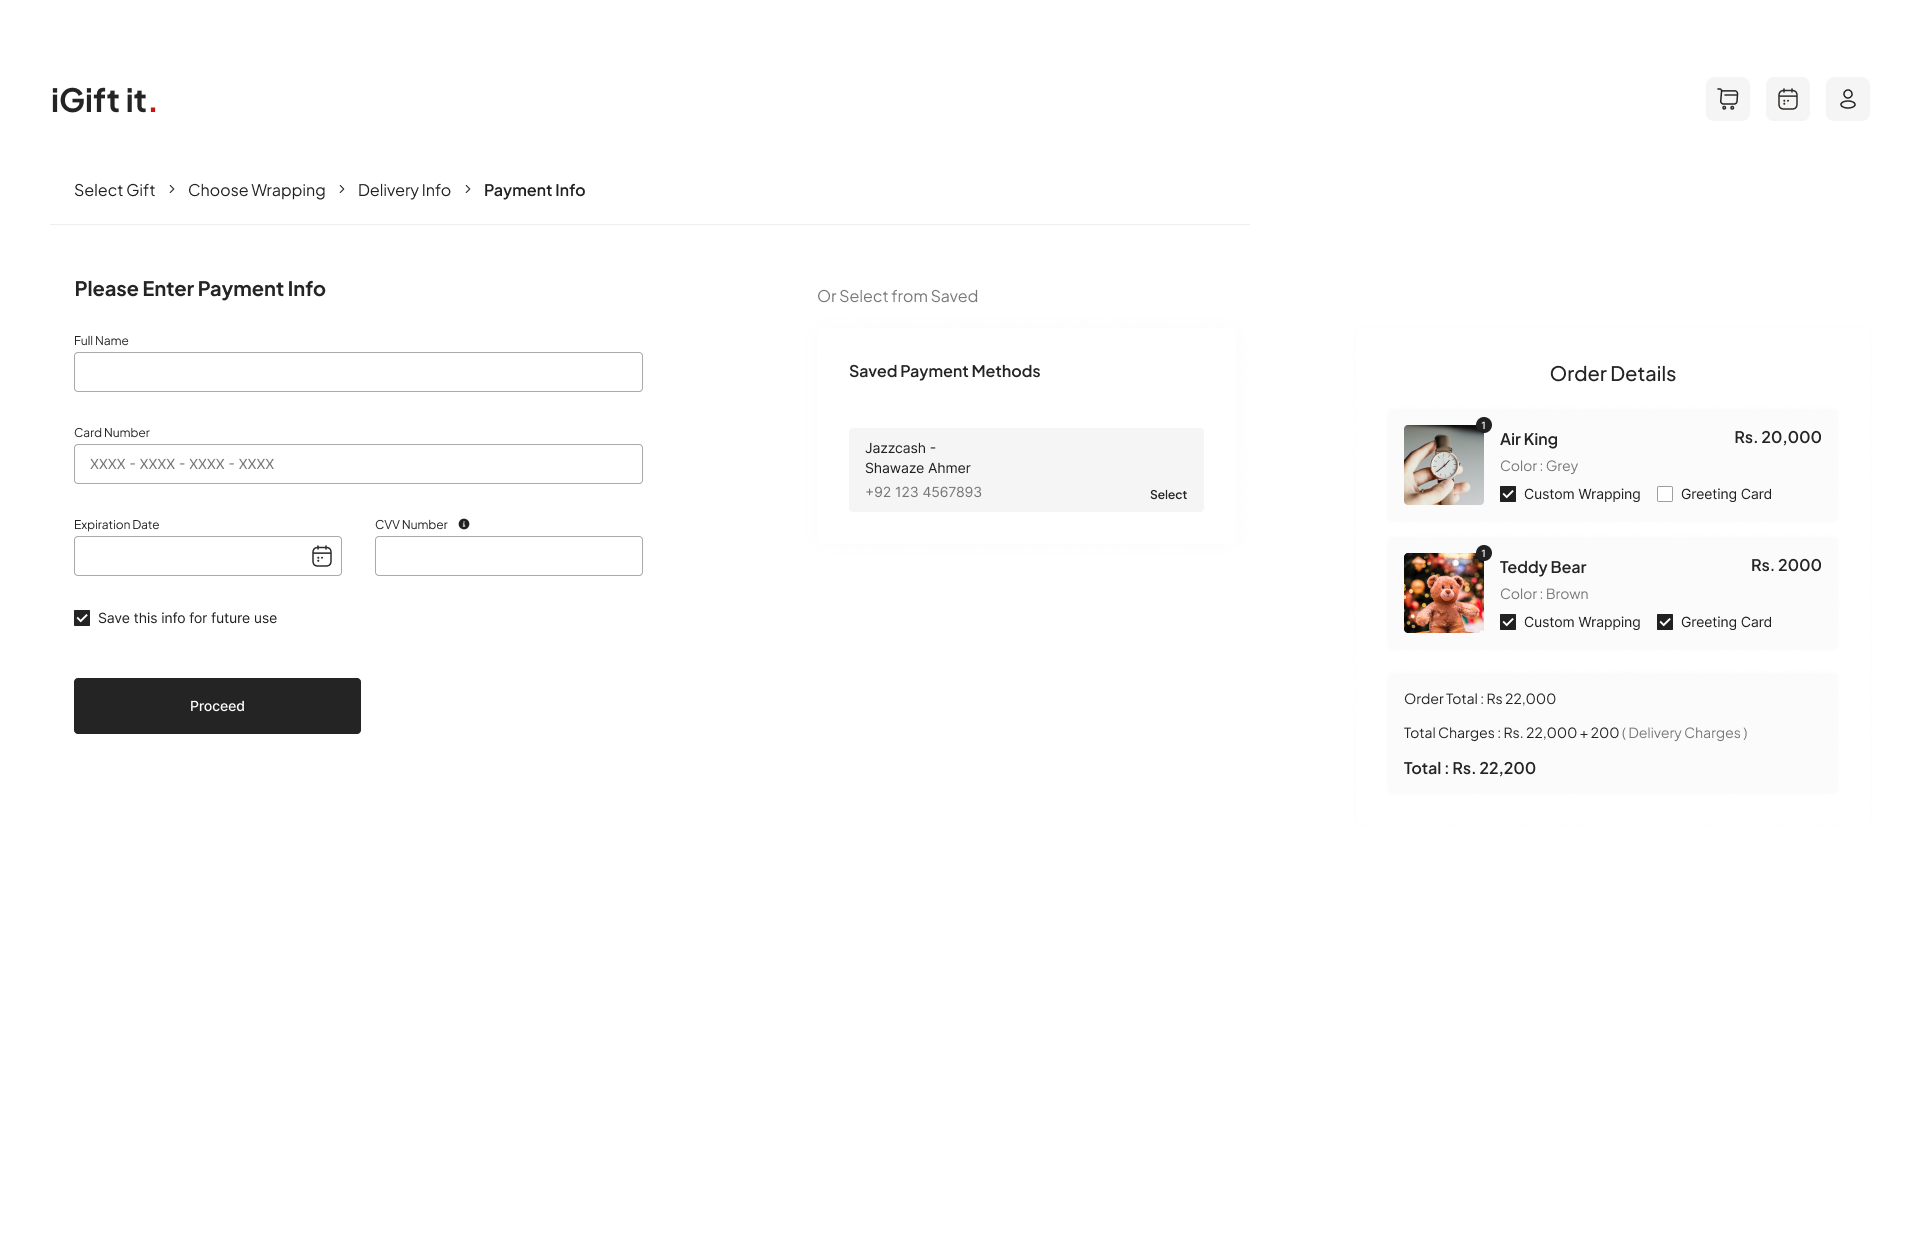 iGift it.
Select Gift > Choose Wrapping > Delivery Info > Payment Info
Please Enter Payment Info
Full Name
Card Number
XXXX - XXXX - XXXX - XXXX
Expiration Date
CVV Number
Save this info for future use
Proceed
Or Select from Saved
Saved Payment Methods
Jazzcash -
Shawaze Ahmer
+92 123 4567893
Select
Order Details
1
Air King
Rs. 20,000
Color : Grey
Custom Wrapping
Greeting Card
1
Teddy Bear
Rs. 2000
Color : Brown
Custom Wrapping
Greeting Card
Order Total : Rs 22,000
Total Charges : Rs. 22,000 + 200 ( Delivery Charges )
Total : Rs. 22,200